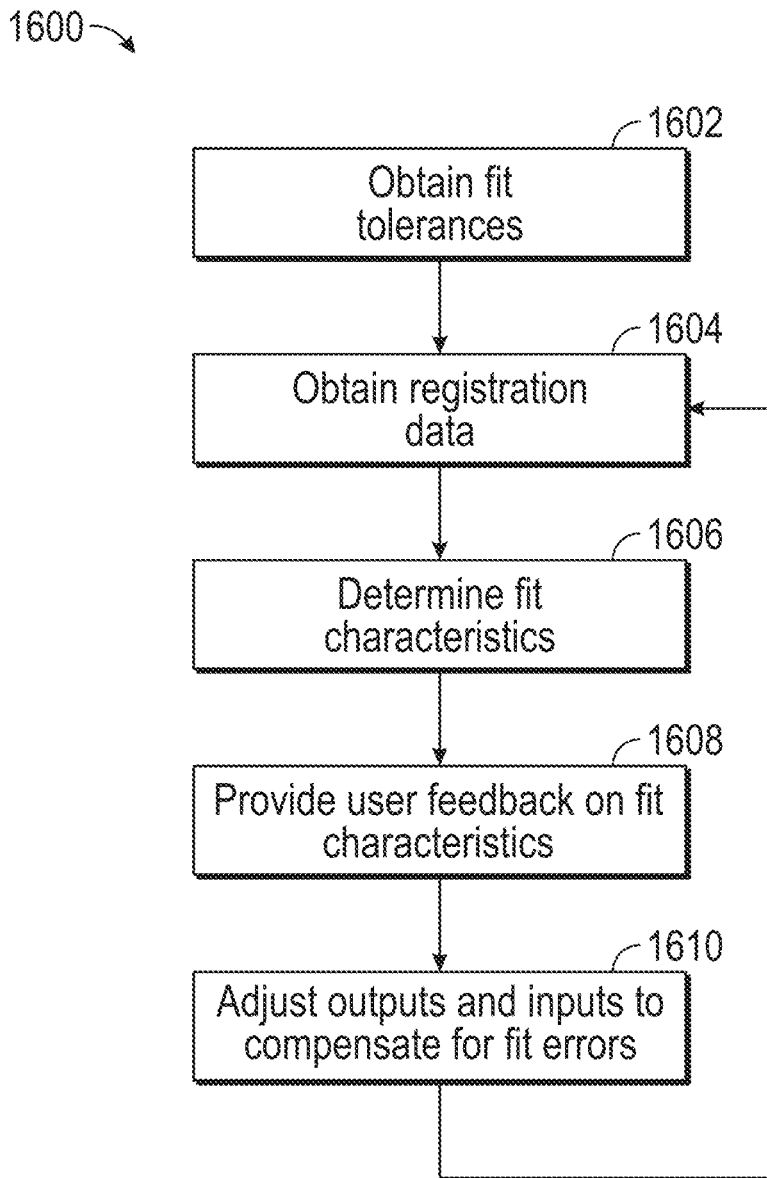 1600
1602
Obtain fit
tolerances
1604
Obtain registration
data
1606
Determine fit
characteristics
1608
Provide user feedback on fit
characteristics
1610
Adjust outputs and inputs to
compensate for fit errors